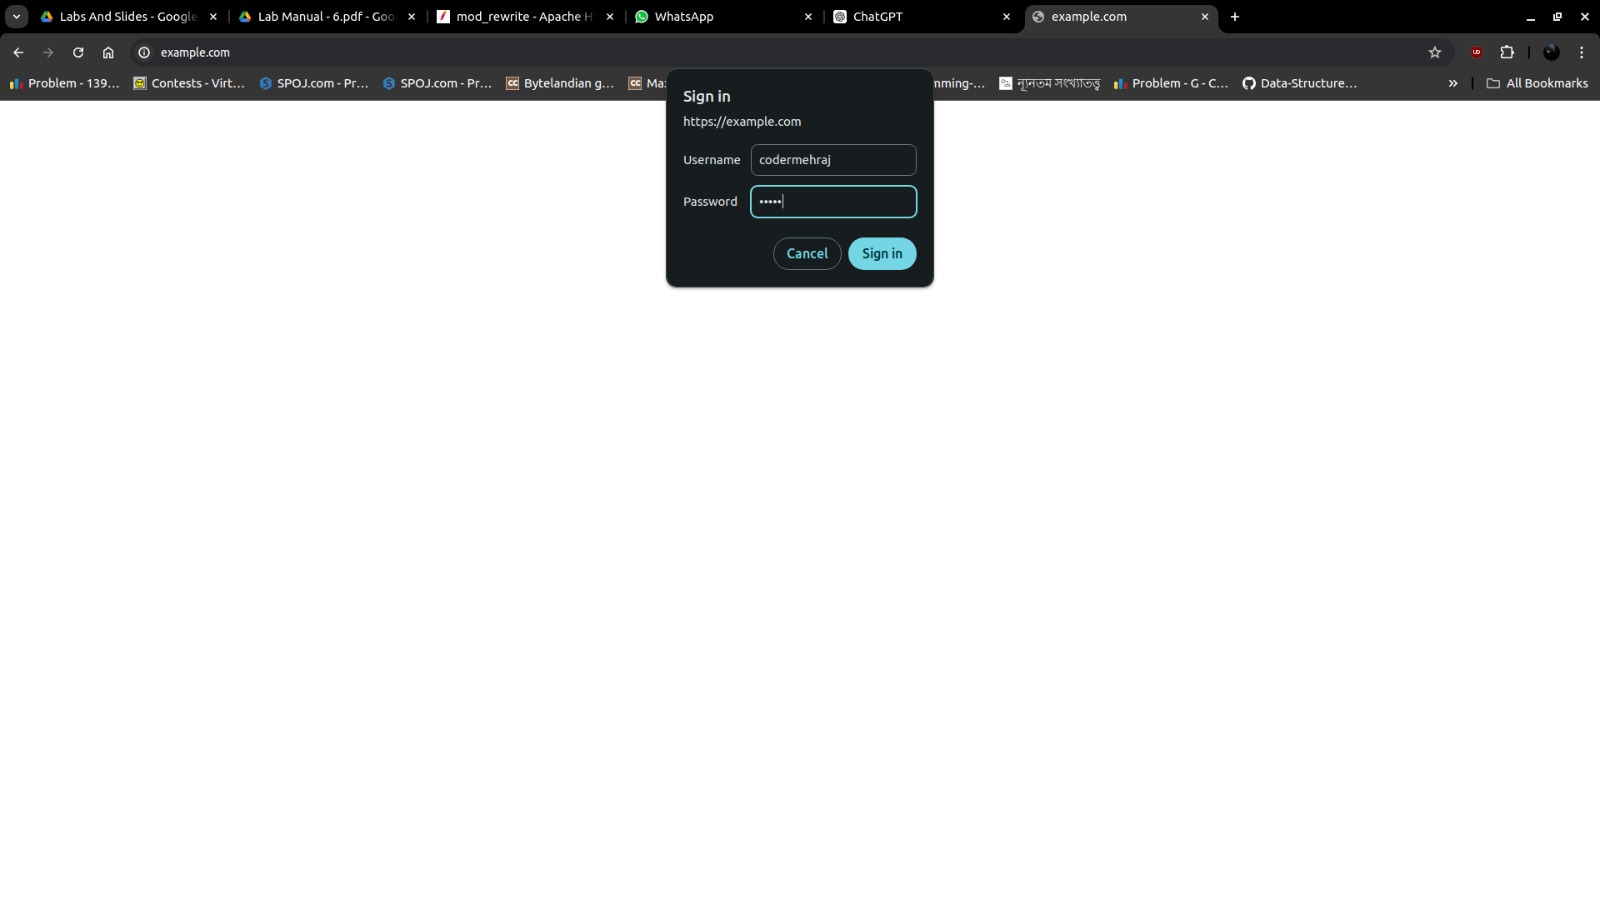 Labs And Slides - Google
Lab Manual - 6.pdf - Goo
mod_rewrite - Apache H
WhatsApp
ChatGPT
example.com
example.com
Problem - 139...
Contests - Virt...
SPOJ.com - Pr...
SPOJ.com - Pr...
Bytelandian g...
Ma
mming-...
ন্যূনতম সংখ্যাতত্ত্ব
Problem - G - C...
Data-Structure...
All Bookmarks
Sign in
https://example.com
Username codermehraj
Password •••••
Cancel Sign in